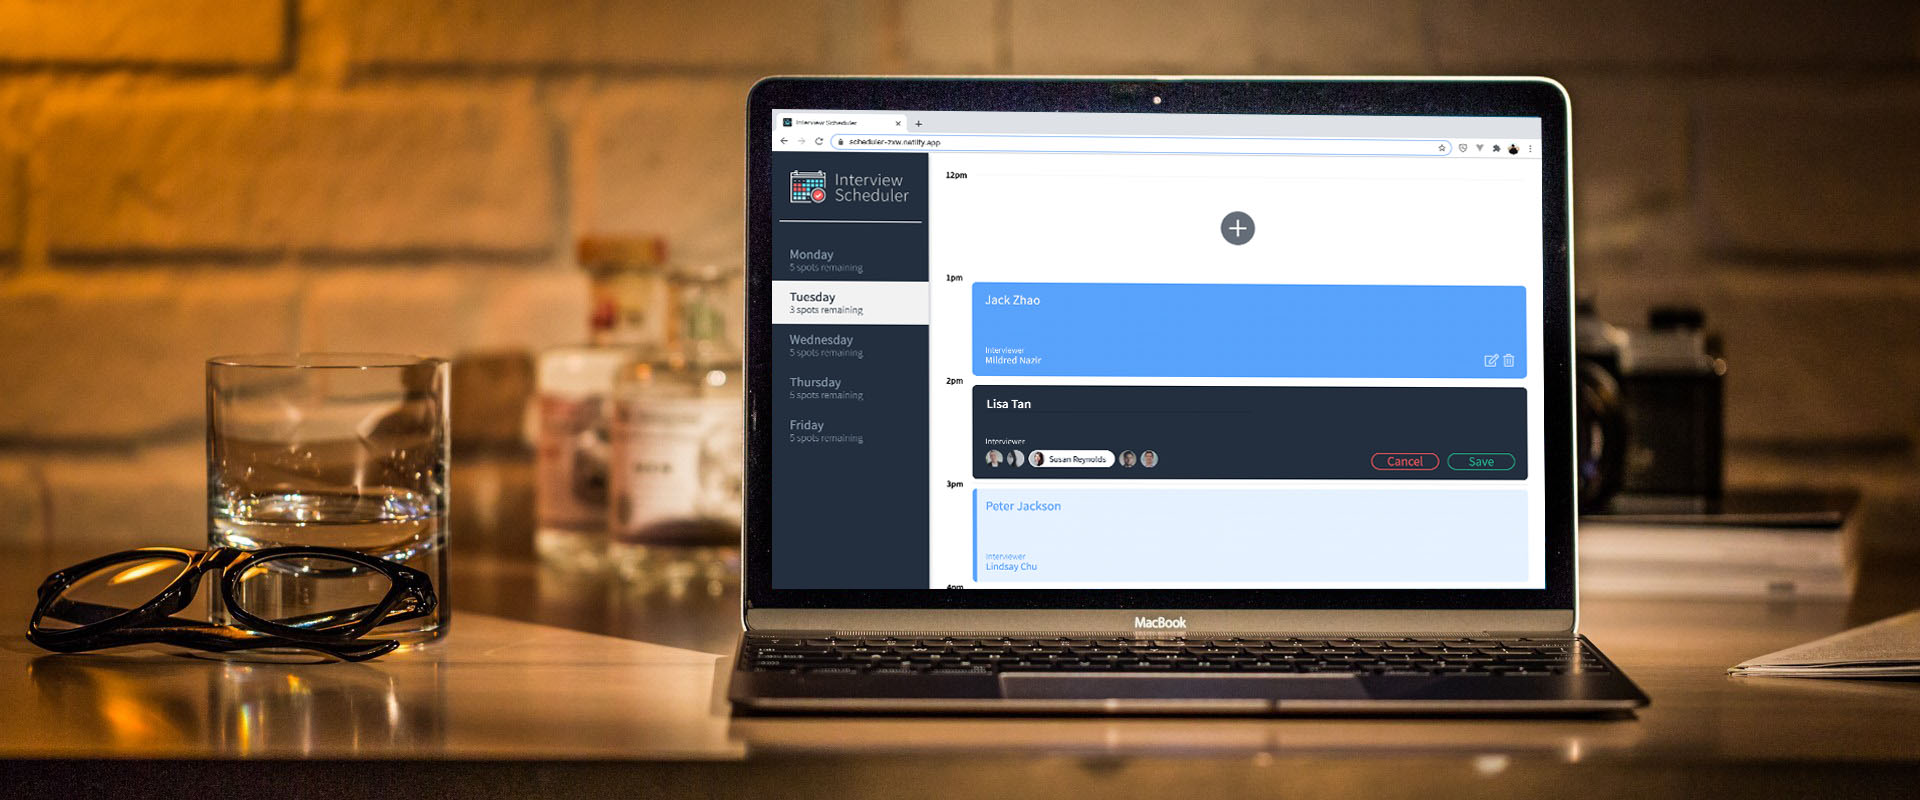 Interview Scheduler
scheduler-zxw.netlify.app
Interview
Scheduler
Monday
5 spots remaining
Tuesday
3 spots remaining
Wednesday
5 spots remaining
Thursday
5 spots remaining
Friday
5 spots remaining
12pm
1pm
Jack Zhao
Interviewer
Mildred Nazir
2pm
Lisa Tan
Interviewer
Susan Reynolds
Cancel
Save
3pm
Peter Jackson
Interviewer
Lindsay Chu
4pm
MacBook